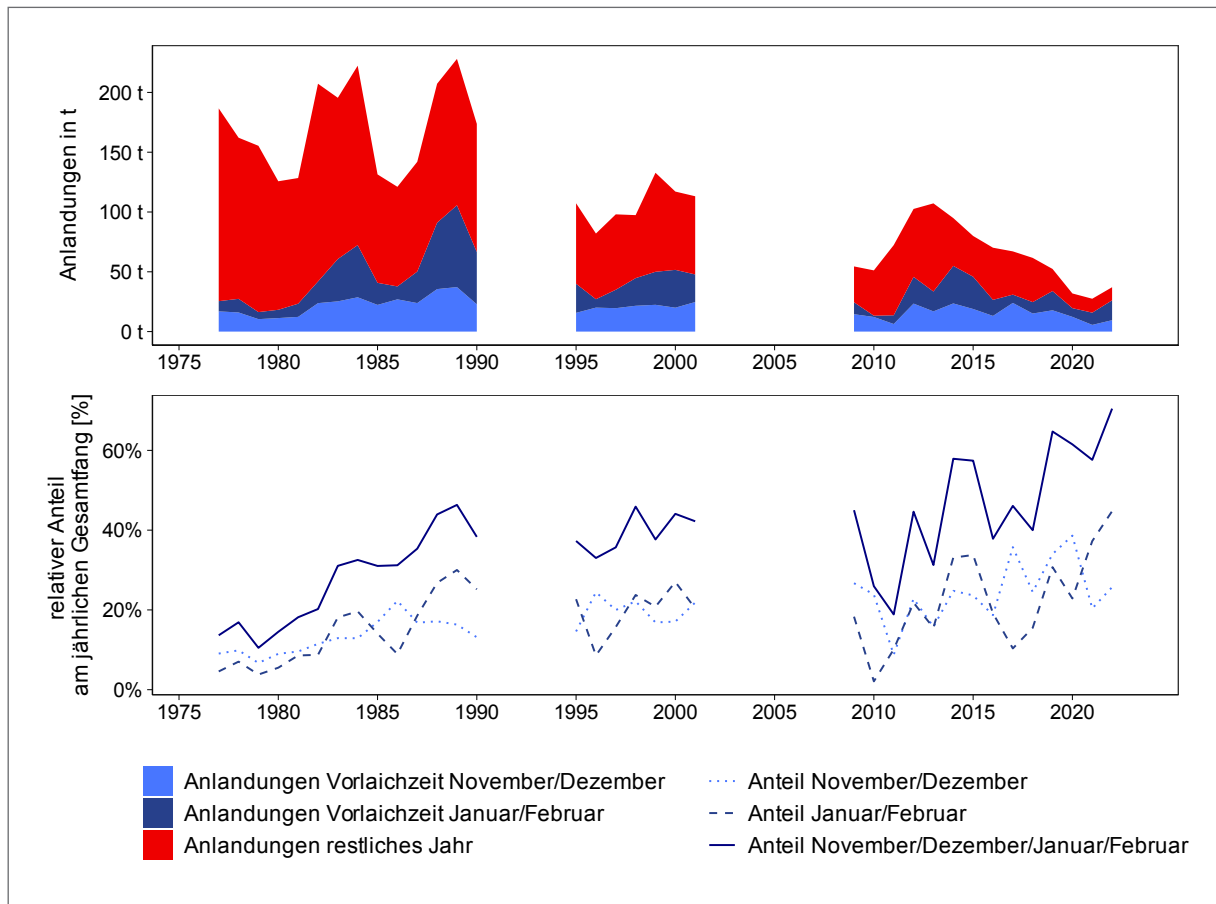 Anlandungen in t
200 t
150 t
100 t
50 t
0 t
1975 1980 1985 1990 1995 2000 2005 2010 2015 2020
relativer Anteil
am jährlichen Gesamtfang [%]
60%
40%
20%
0%
1975 1980 1985 1990 1995 2000 2005 2010 2015 2020
Anlandungen Vorlaichzeit November/Dezember
Anlandungen Vorlaichzeit Januar/Februar
Anlandungen restliches Jahr
Anteil November/Dezember
Anteil Januar/Februar
Anteil November/Dezember/Januar/Februar